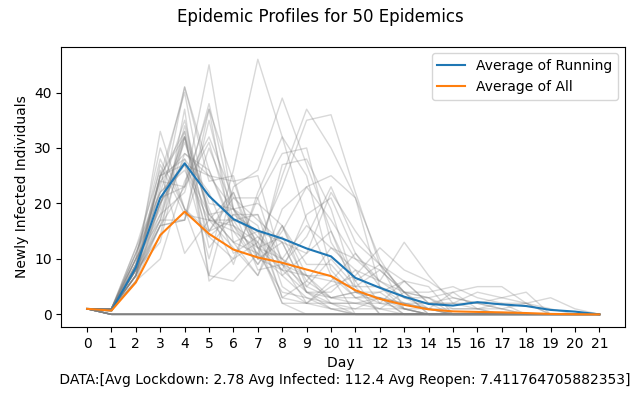 Epidemic Profiles for 50 Epidemics
Average of Running
Average of All
Newly Infected Individuals
40
30
20
10
0
0 1 2 3 4 5 6 7 8 9 10 11 12 13 14 15 16 17 18 19 20 21
Day
DATA:[Avg Lockdown: 2.78 Avg Infected: 112.4 Avg Reopen: 7.411764705882353]